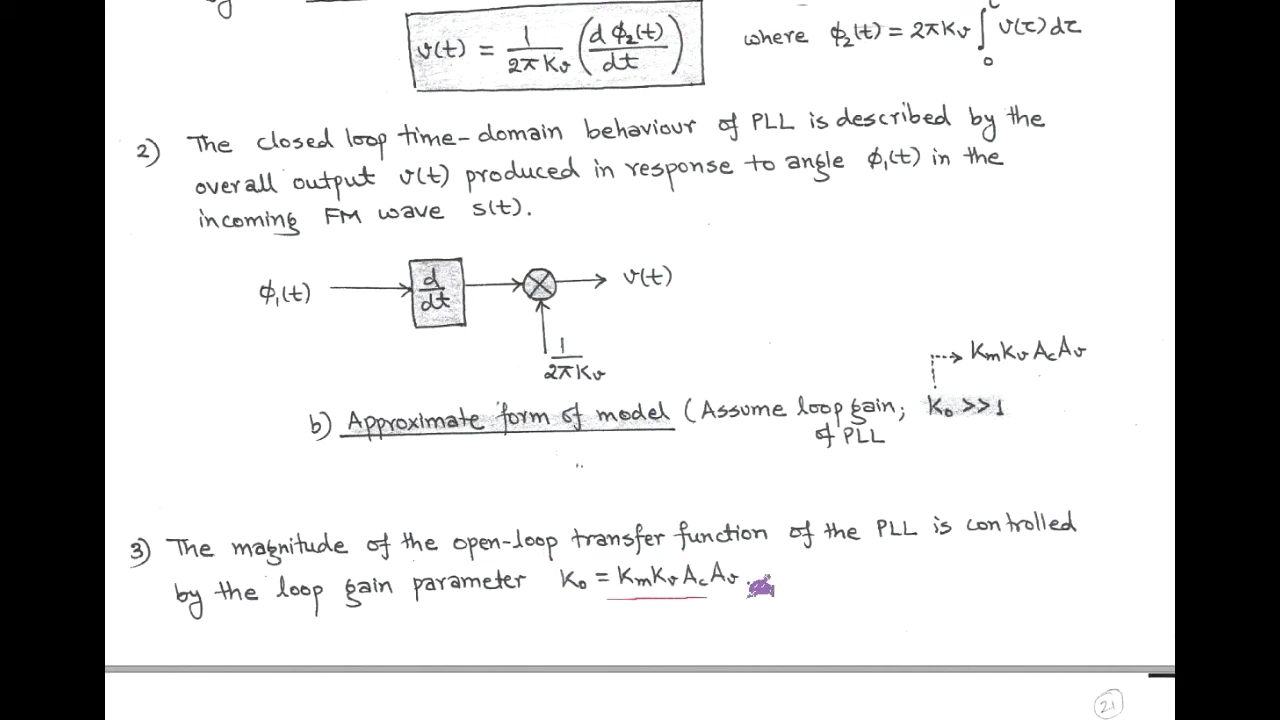 v(t) = 1/(2πKv) (dϕ₂(t)/dt) where ϕ₂(t) = 2πKv ∫₀ᵗ v(τ)dτ
2) The closed loop time-domain behaviour of PLL is described by the
overall output v(t) produced in response to angle ϕ₁(t) in the
incoming FM wave s(t).
ϕ₁(t) d/dt v(t)
1/(2πKv)
KmKvAcAv
b) Approximate form of model (Assume loop gain; K₀ >> 1
of PLL
3) The magnitude of the open-loop transfer function of the PLL is controlled
by the loop gain parameter K₀ = KmKvAcAv.
21